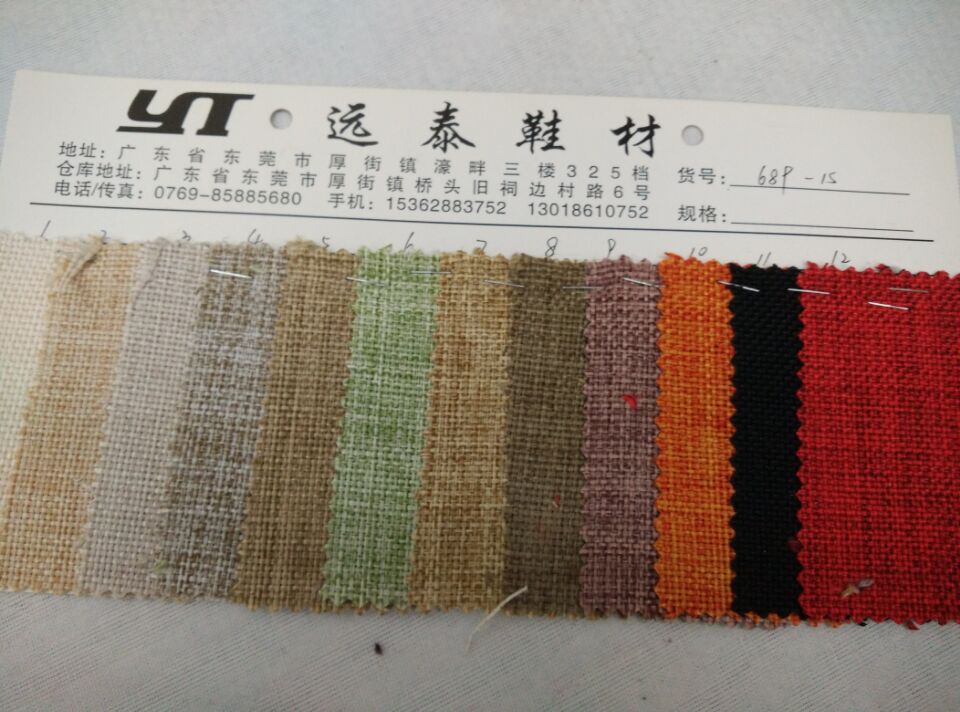 YT 远泰鞋材
地址：广东省东莞市厚街镇濠畔三楼325档
仓库地址：广东省东莞市厚街镇桥头旧祠边村路6号
电话/传真：0769-85885680 手机：15362883752 13018610752
货号：689-15
规格：
1 2 3 4 5 6 7 8 9 10 11 12